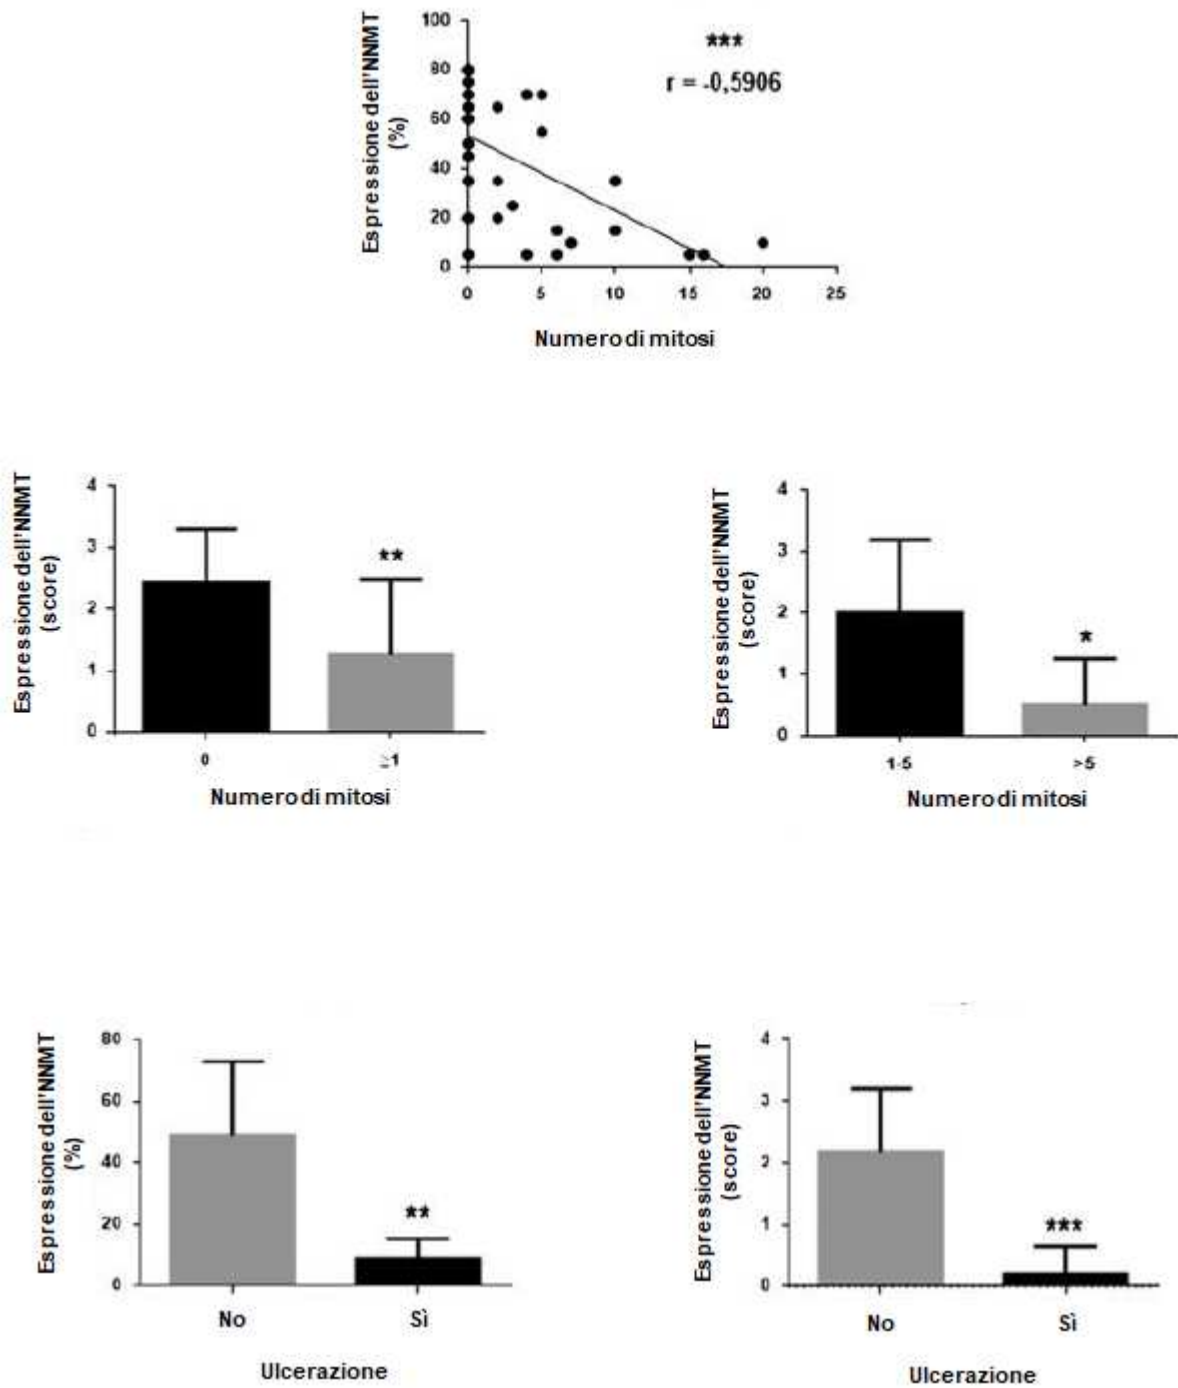 Espressione dell'NNMT
(%)
100
80
60
40
20
0
***
r = -0,5906
0 5 10 15 20 25
Numero di mitosi
Espressione dell'NNMT
(score)
4
3
2
1
0
**
0 ≥1
Numero di mitosi
Espressione dell'NNMT
(score)
4
3
2
1
0
*
1-5 >5
Numero di mitosi
Espressione dell'NNMT
(%)
80
60
40
20
0
**
No Sì
Ulcerazione
Espressione dell'NNMT
(score)
4
3
2
1
0
***
No Sì
Ulcerazione